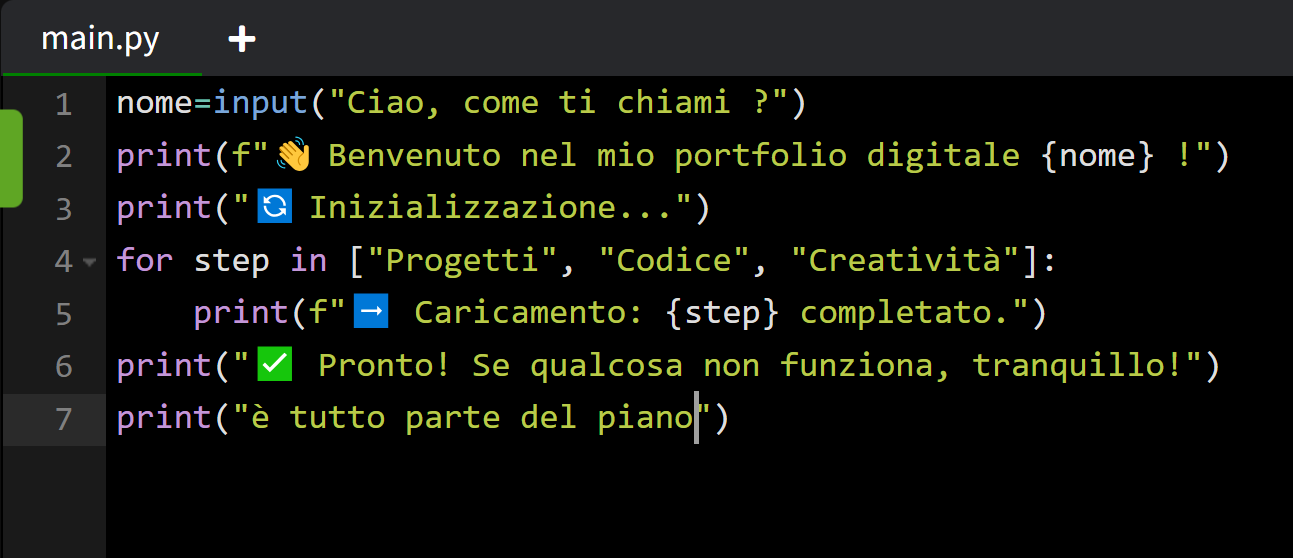 main.py +
1 nome=input("Ciao, come ti chiami ?")
2 print(f"👋 Benvenuto nel mio portfolio digitale {nome} !")
3 print("🔄 Inizializzazione...")
4 for step in ["Progetti", "Codice", "Creatività"]:
5     print(f"➡️ Caricamento: {step} completato.")
6 print("✅ Pronto! Se qualcosa non funziona, tranquillo!")
7 print("è tutto parte del piano")